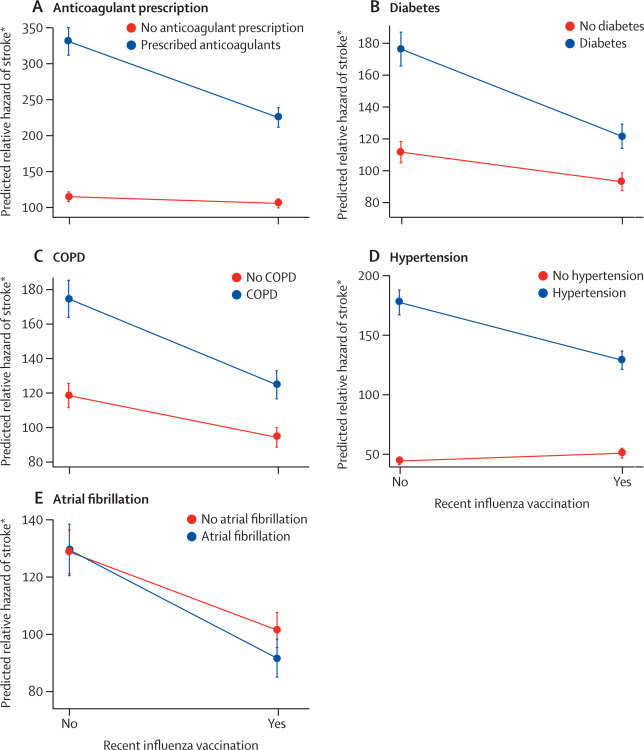 A Anticoagulant prescription
No anticoagulant prescription
Prescribed anticoagulants
Predicted relative hazard of stroke*
350
300
250
200
150
100
B Diabetes
No diabetes
Diabetes
Predicted relative hazard of stroke*
180
160
140
120
100
80
C COPD
No COPD
COPD
Predicted relative hazard of stroke*
180
160
140
120
100
80
D Hypertension
No hypertension
Hypertension
Predicted relative hazard of stroke*
200
150
100
50
No Yes
Recent influenza vaccination
E Atrial fibrillation
No atrial fibrillation
Atrial fibrillation
Predicted relative hazard of stroke*
140
120
100
80
No Yes
Recent influenza vaccination